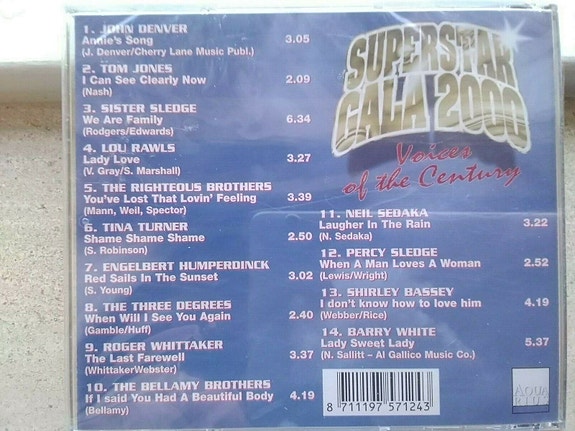 1. JOHN DENVER
Annie's Song 3.05
(J. Denver/Cherry Lane Music Publ.)
2. TOM JONES
I Can See Clearly Now 2.09
(Nash)
3. SISTER SLEDGE
We Are Family 6.34
(Rodgers/Edwards)
4. LOU RAWLS
Lady Love 3.27
(V. Gray/S. Marshall)
5. THE RIGHTEOUS BROTHERS
You've Lost That Lovin' Feeling 3.39
(Mann, Weil, Spector)
6. TINA TURNER
Shame Shame Shame 2.50
(S. Robinson)
7. ENGELBERT HUMPERDINCK
Red Sails In The Sunset 3.02
(S. Young)
8. THE THREE DEGREES
When Will I See You Again 2.40
(Gamble/Huff)
9. ROGER WHITTAKER
The Last Farewell 3.37
(WhittakerWebster)
10. THE BELLAMY BROTHERS
If I said You Had A Beautiful Body 4.19
(Bellamy)
SUPERSTAR
GALA 2000
Voices
of the Century
11. NEIL SEDAKA
Laugher In The Rain 3.22
(N. Sedaka)
12. PERCY SLEDGE
When A Man Loves A Woman 2.52
(Lewis/Wright)
13. SHIRLEY BASSEY
I don't know how to love him 4.19
(Webber/Rice)
14. BARRY WHITE
Lady Sweet Lady 5.37
(N. Sallitt – Al Gallico Music Co.)
8 711197 571243
AQUA